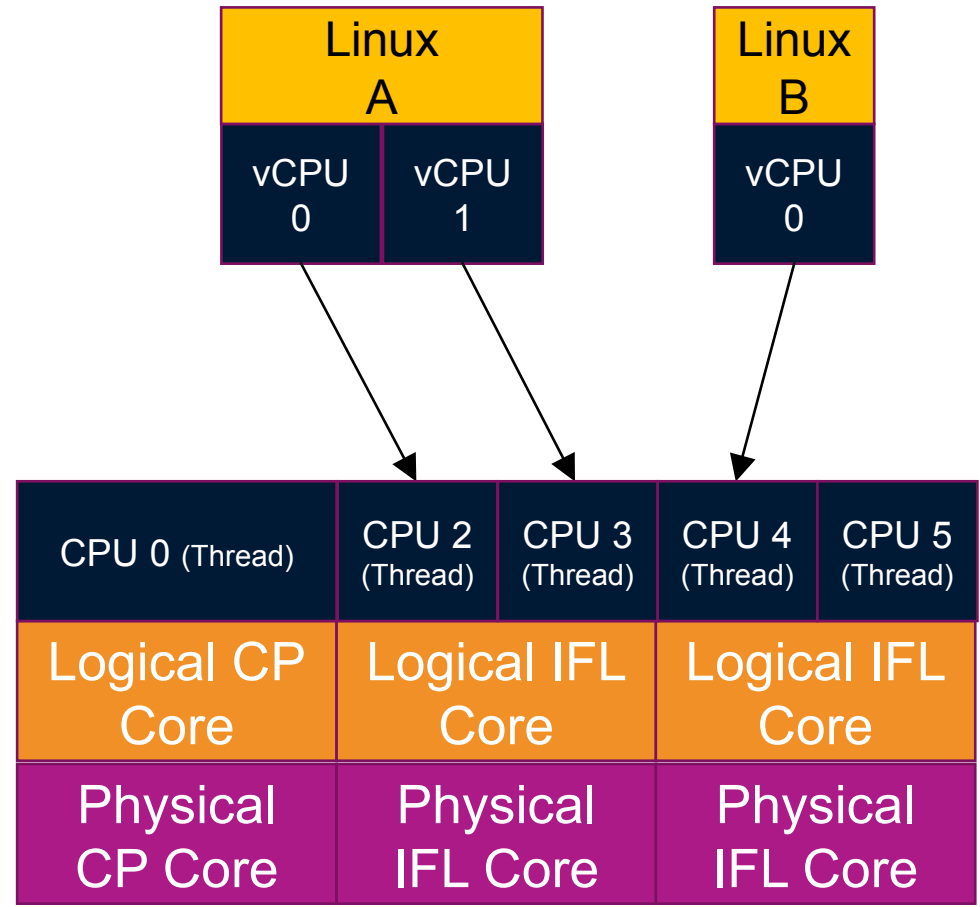 Linux
A
Linux
B
vCPU
0
vCPU
1
vCPU
0
CPU 0 (Thread)
CPU 2
(Thread)
CPU 3
(Thread)
CPU 4
(Thread)
CPU 5
(Thread)
Logical CP
Core
Logical IFL
Core
Logical IFL
Core
Physical
CP Core
Physical
IFL Core
Physical
IFL Core